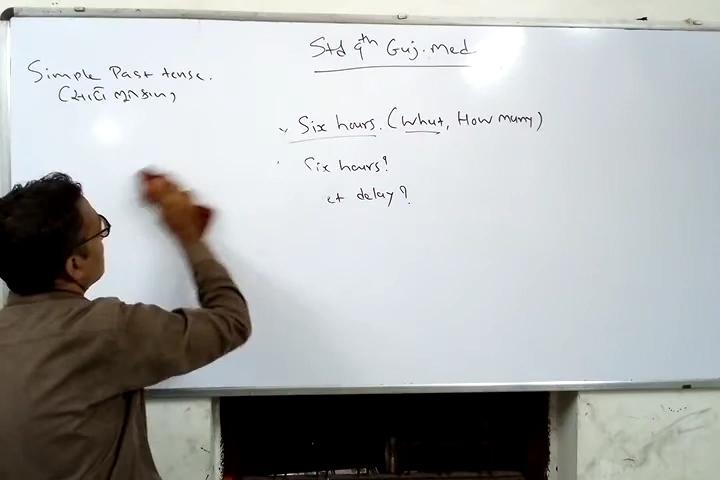 Std 9th Guj. Med
Simple Past tense.
(સાદો ભૂતકાળ)
Six hours. (What, How many)
Six hours?
ct delay?